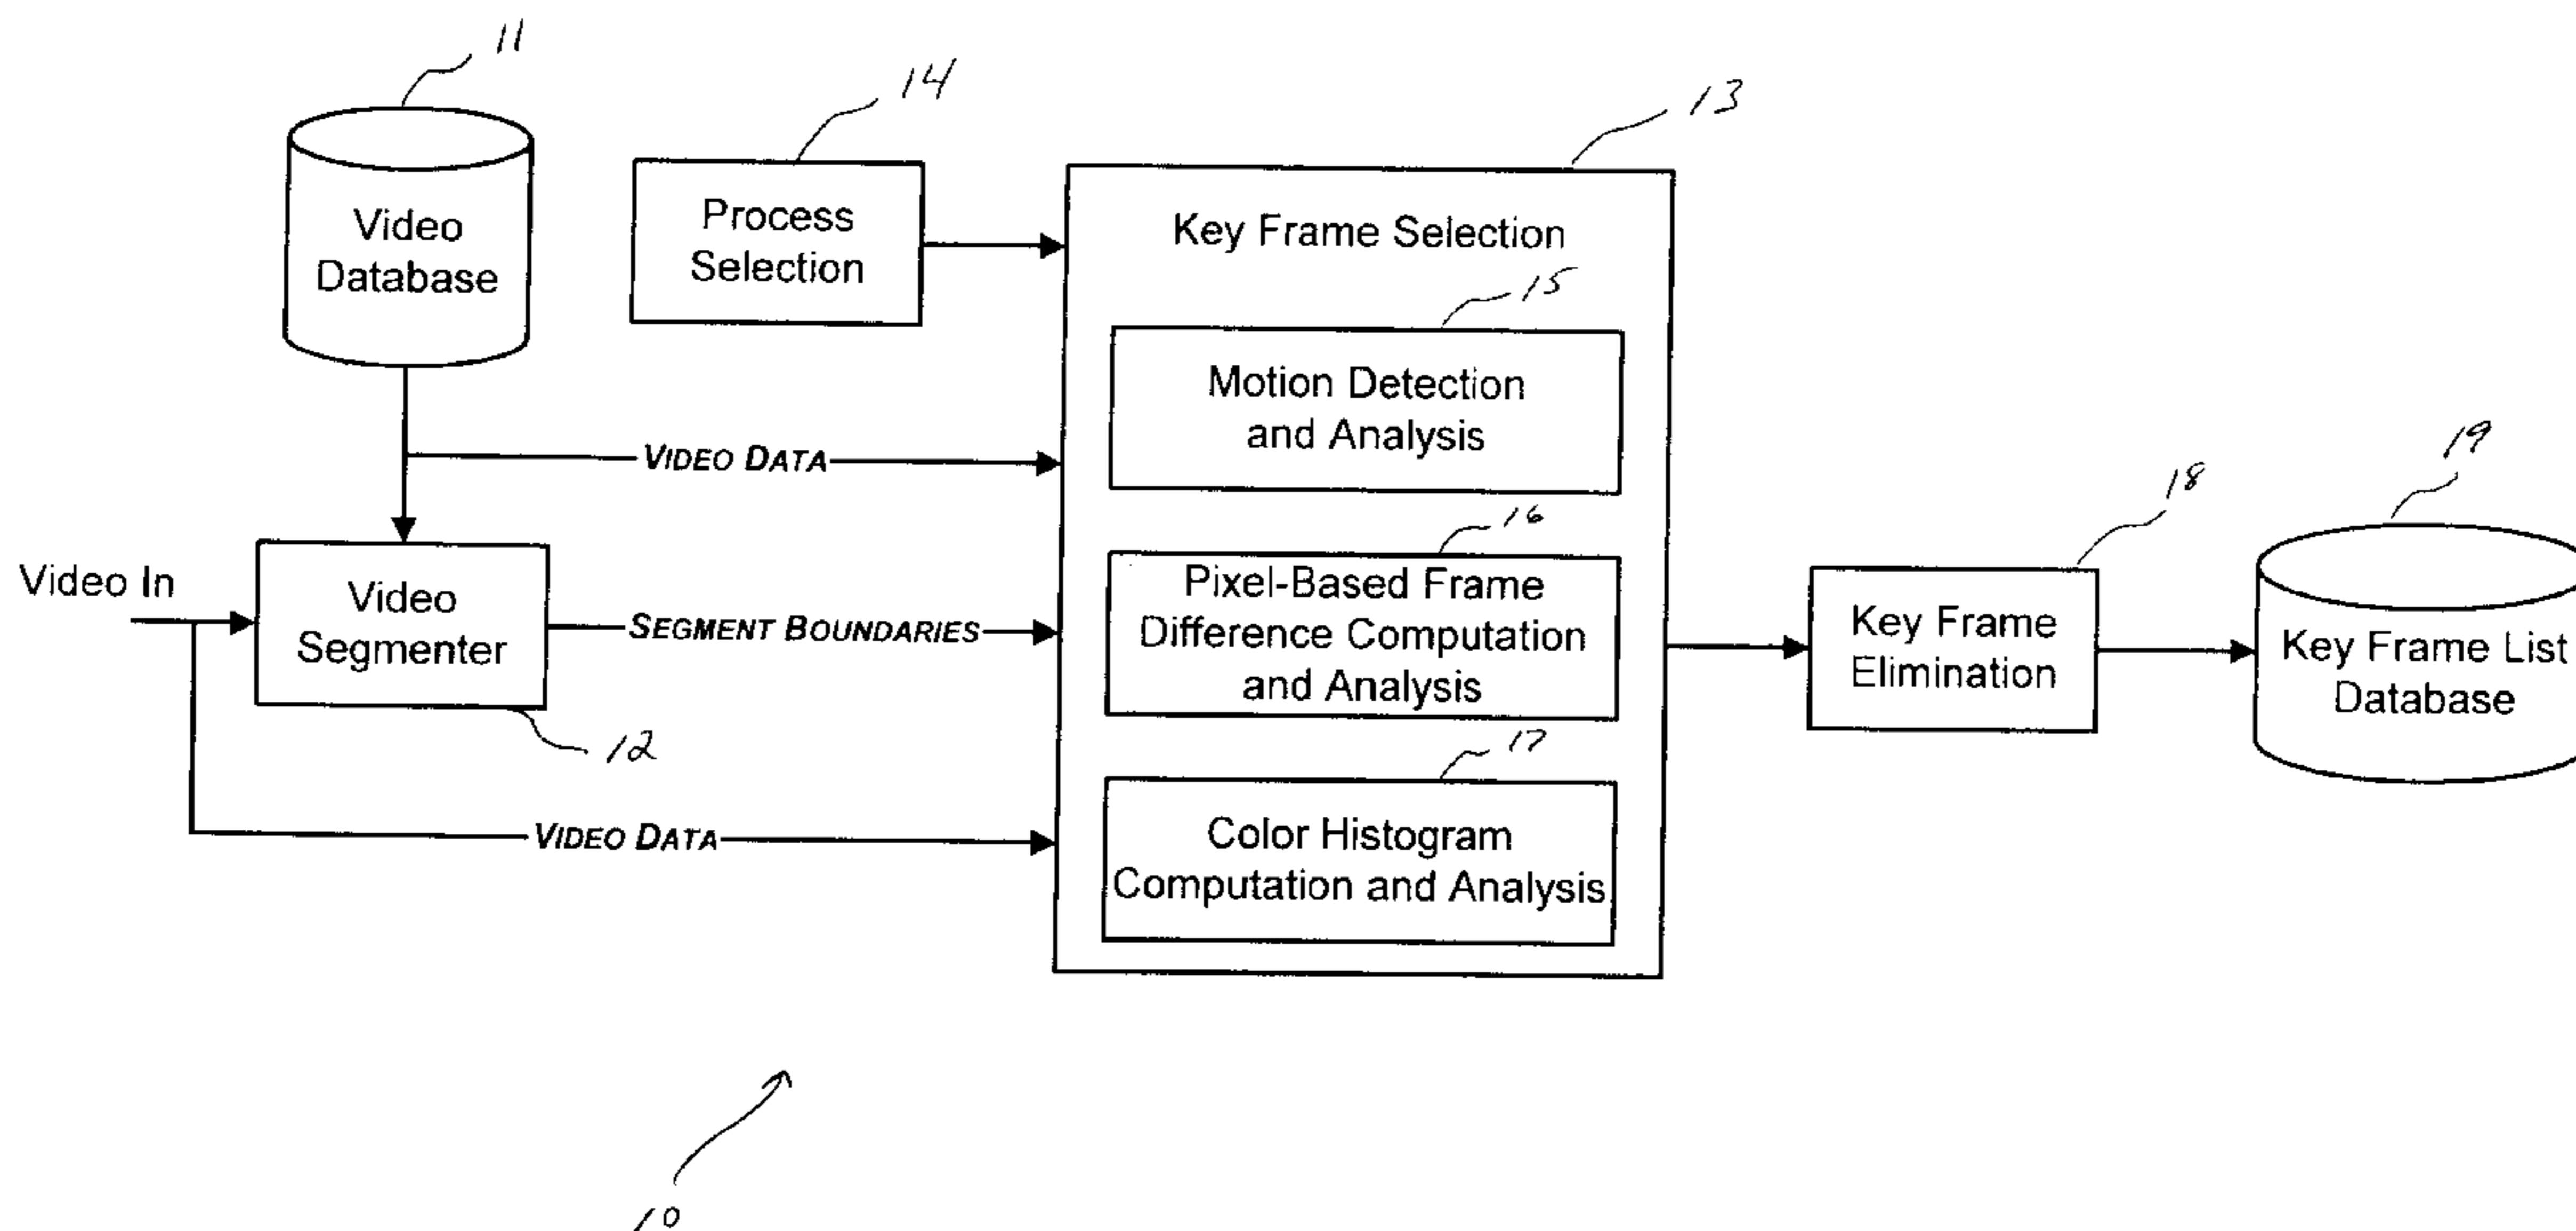 11
14
13
Video
Database
Process
Selection
Key Frame Selection
15
Motion Detection
and Analysis
VIDEO DATA
19
18
16
Video In
Video
Segmenter
SEGMENT BOUNDARIES
Pixel-Based Frame
Difference Computation
and Analysis
Key Frame
Elimination
Key Frame List
Database
12
17
VIDEO DATA
Color Histogram
Computation and Analysis
10